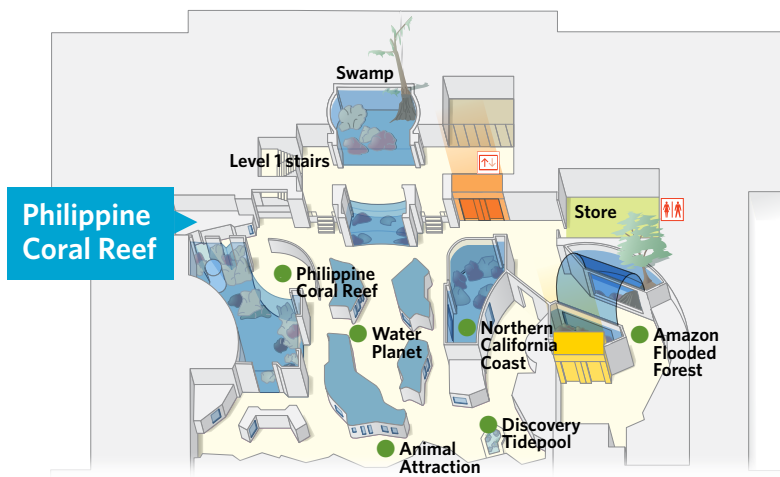 Swamp
Level 1 stairs
Philippine
Coral Reef
Store
Philippine
Coral Reef
Water
Planet
Northern
California
Coast
Amazon
Flooded
Forest
Discovery
Tidepool
Animal
Attraction